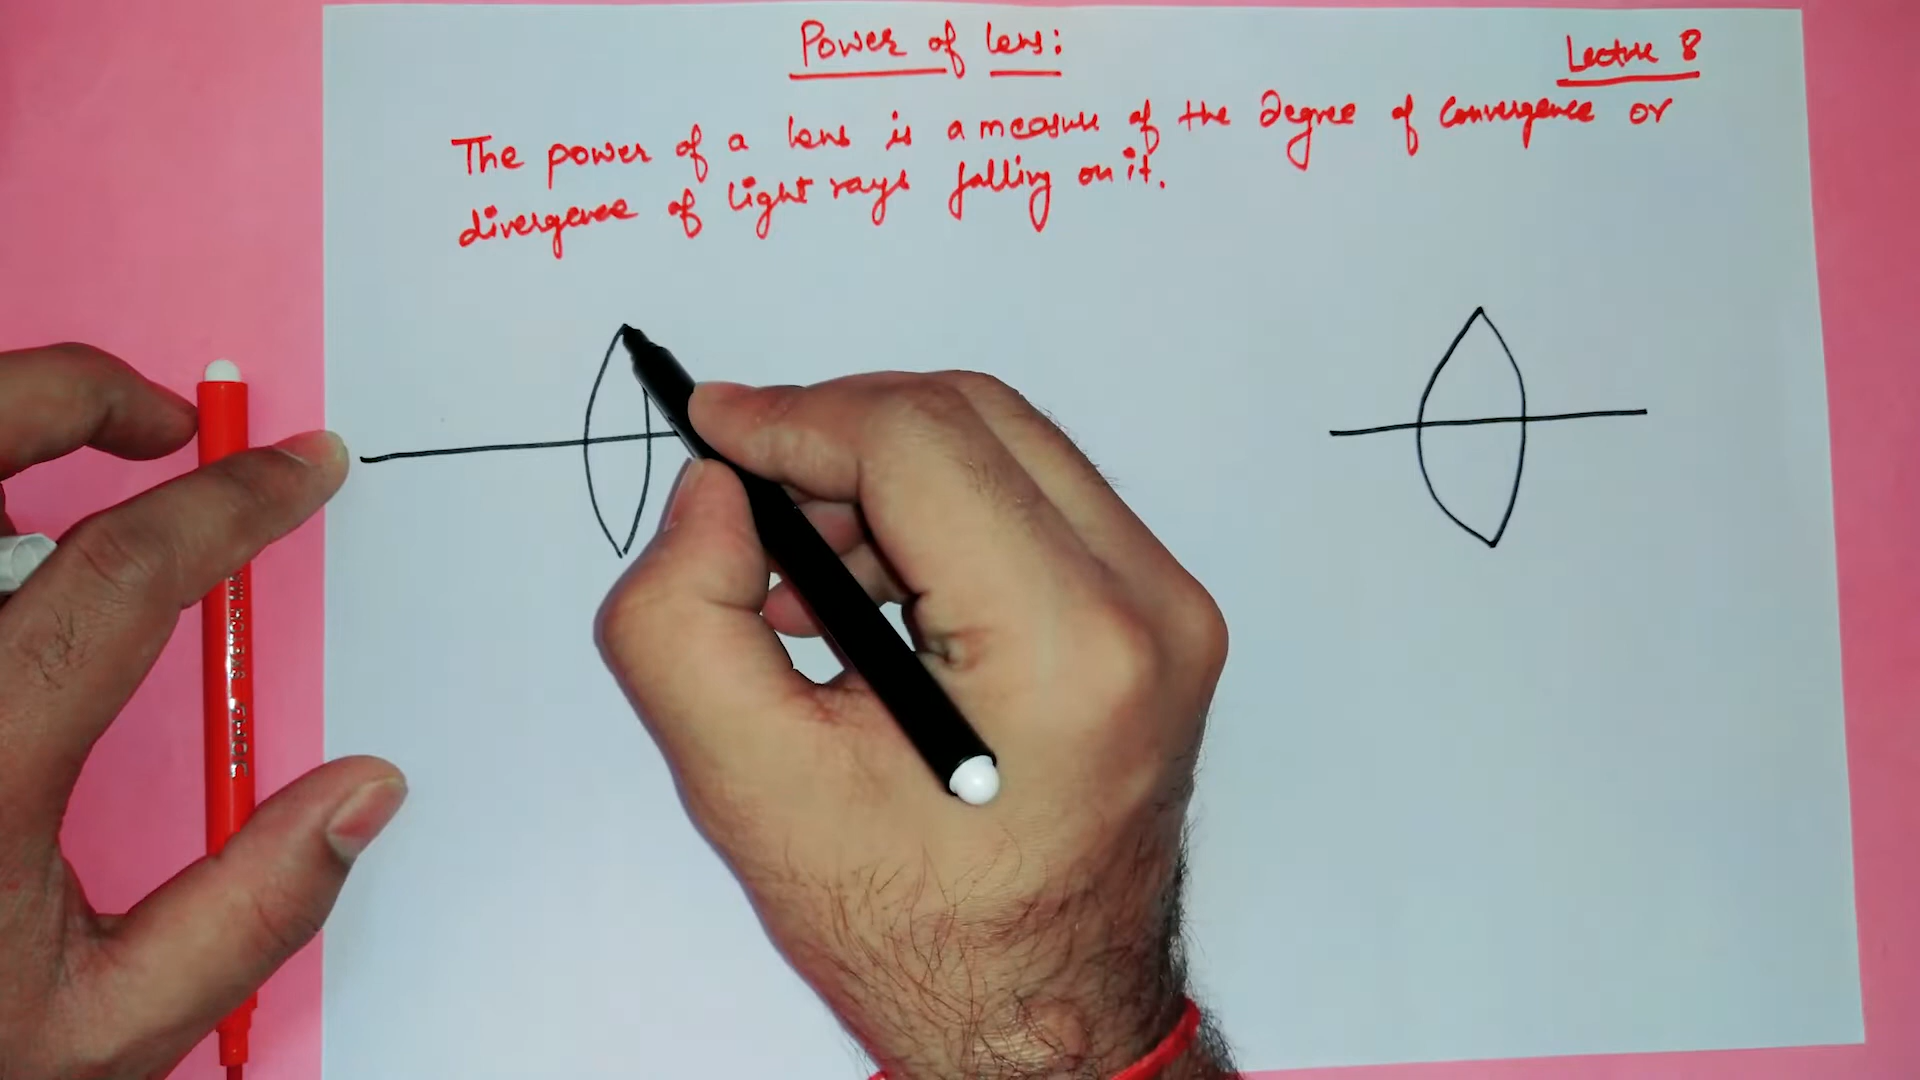 Power of lens:
Lecture 8
The power of a lens is a measure of the degree of convergence or
divergence of light rays falling on it.